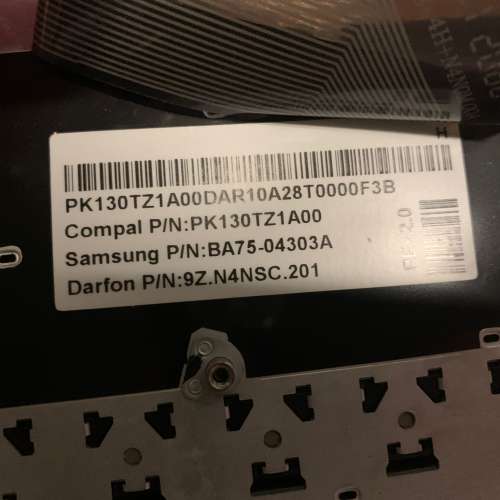 PK130TZ1A00DAR10A28T0000F3B
Compal P/N:PK130TZ1A00
Samsung P/N:BA75-04303A
Darfon P/N:9Z.N4NSC.201